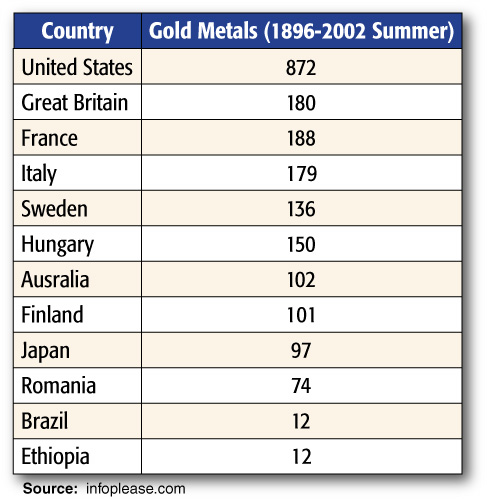 Country Gold Metals (1896-2002 Summer)
United States 872
Great Britain 180
France 188
Italy 179
Sweden 136
Hungary 150
Ausralia 102
Finland 101
Japan 97
Romania 74
Brazil 12
Ethiopia 12
Source: infoplease.com